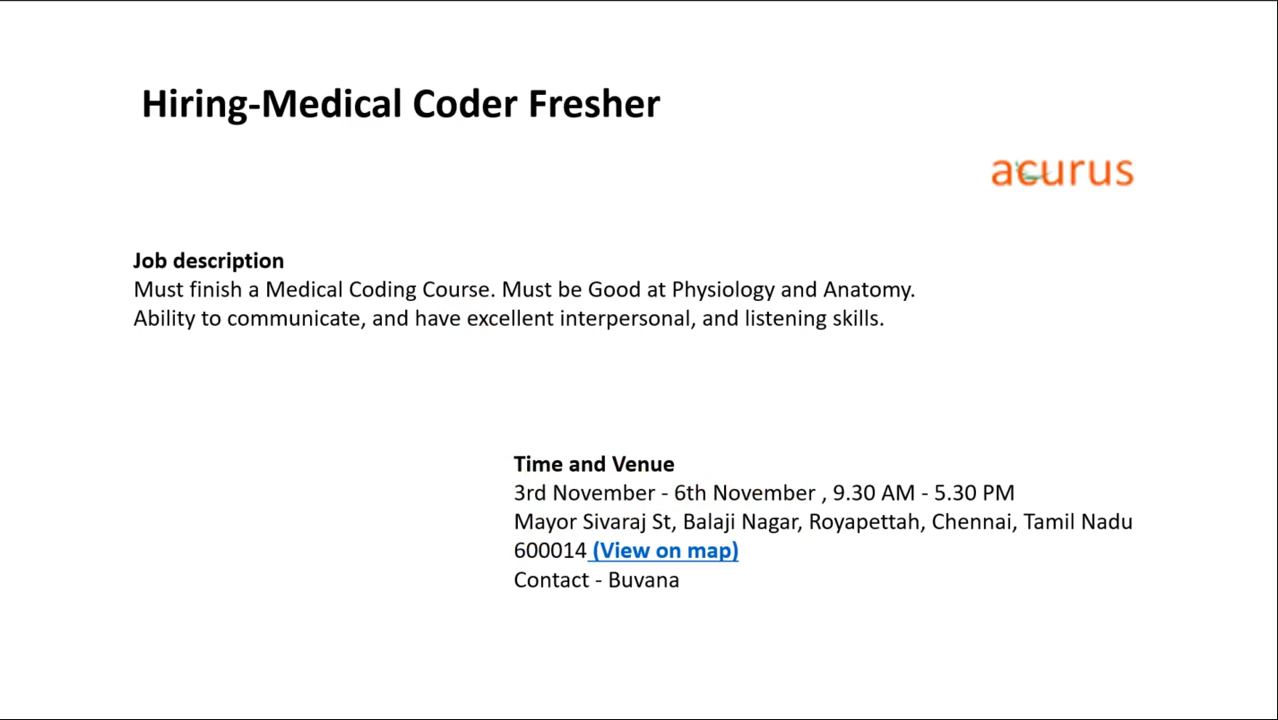 Hiring-Medical Coder Fresher
acurus
Job description
Must finish a Medical Coding Course. Must be Good at Physiology and Anatomy.
Ability to communicate, and have excellent interpersonal, and listening skills.
Time and Venue
3rd November - 6th November , 9.30 AM - 5.30 PM
Mayor Sivaraj St, Balaji Nagar, Royapettah, Chennai, Tamil Nadu
600014 (View on map)
Contact - Buvana